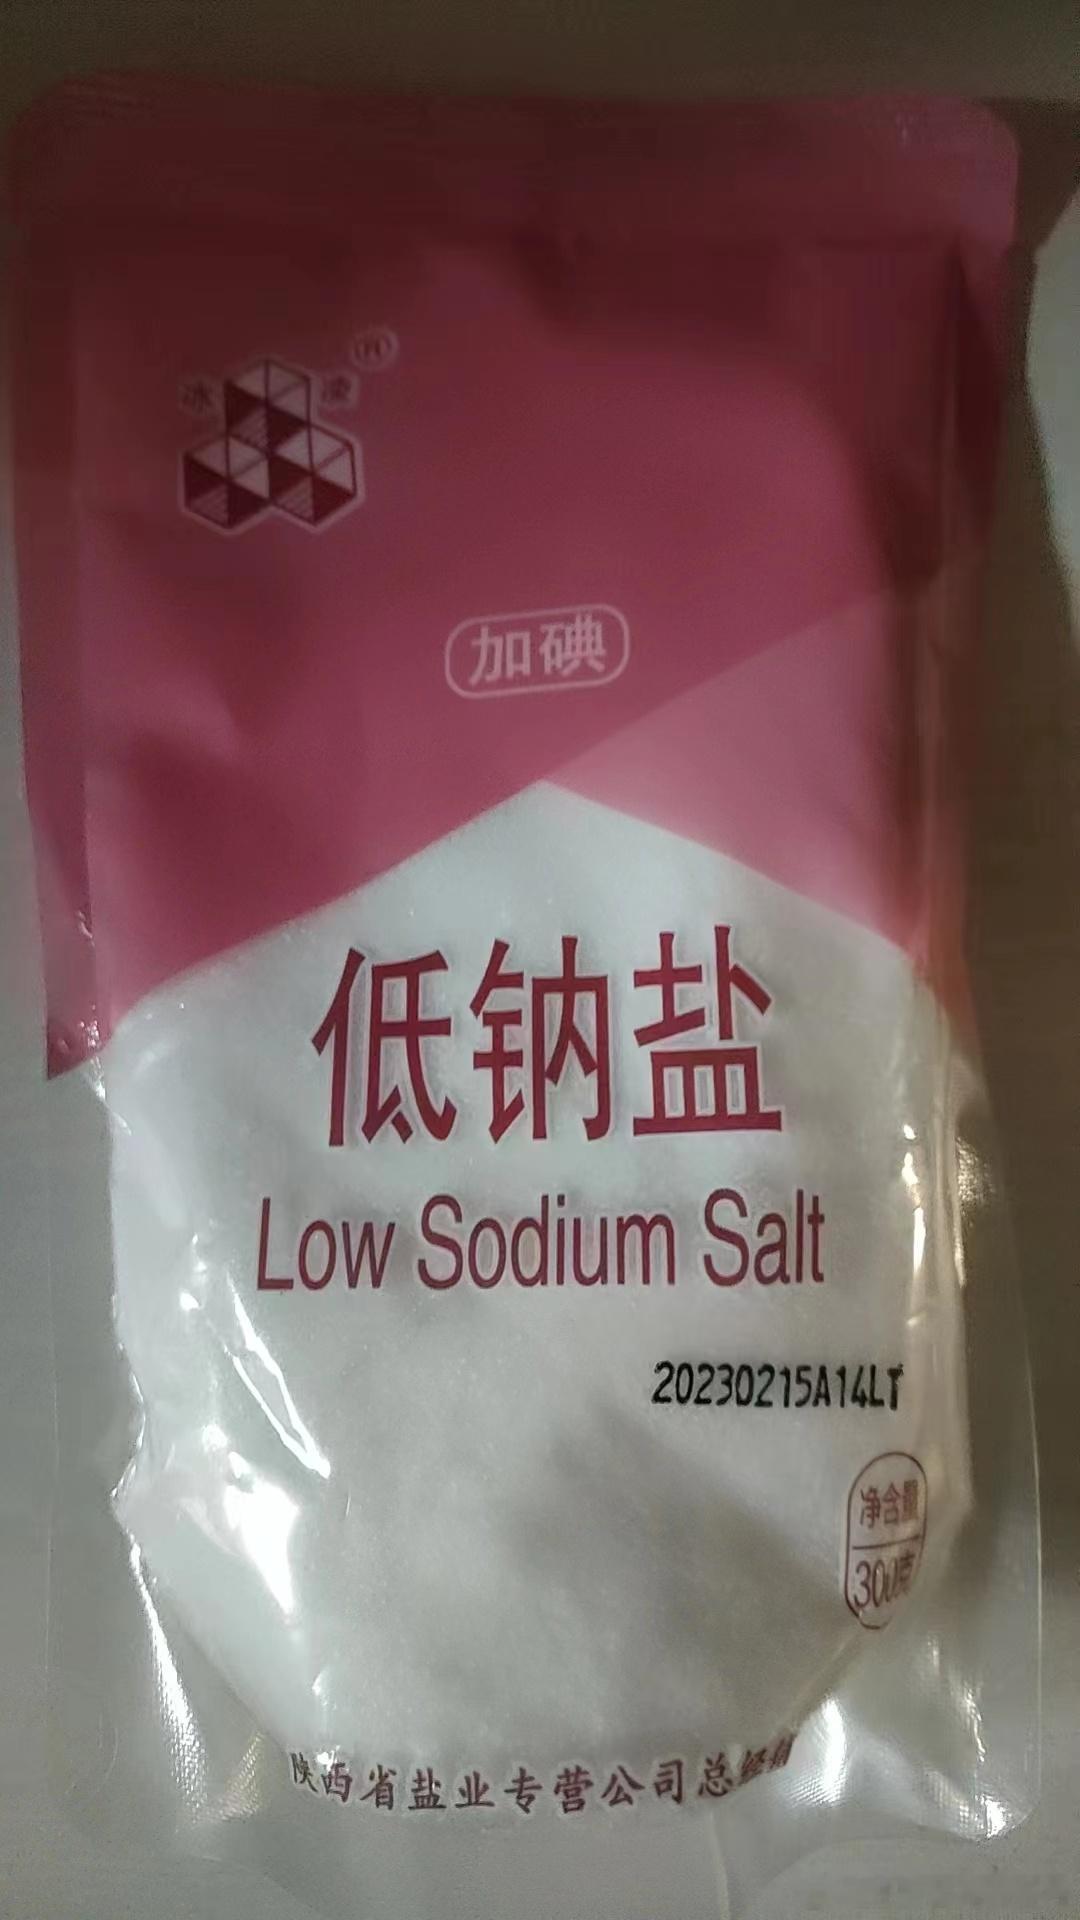 冰凌®
加碘
低钠盐
Low Sodium Salt
20230215A14LT
净含量
300克
陕西省盐业专营公司总经销